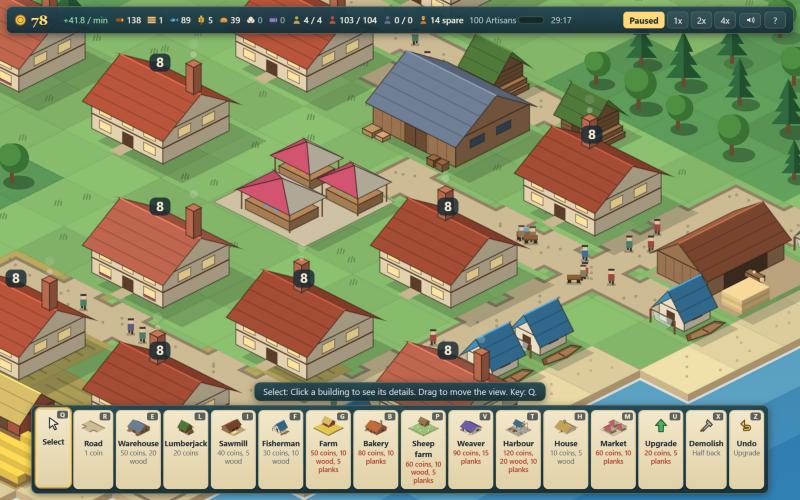 78 +41.8 / min 138 1 89 5 39 0 0 4 / 4 103 / 104 0 / 0 14 spare 100 Artisans 29:17 Paused 1x 2x 4x ?
8
8
8
8
8
8
8
8
Select: Click a building to see its details. Drag to move the view. Key: Q.
Q
Select
R
Road
1 coin
E
Warehouse
50 coins, 20 wood
L
Lumberjack
20 coins
I
Sawmill
40 coins, 5 wood
F
Fisherman
30 coins, 10 wood
G
Farm
50 coins, 10 wood, 5 planks
B
Bakery
80 coins, 10 planks
P
Sheep farm
60 coins, 10 wood, 5 planks
V
Weaver
90 coins, 15 planks
T
Harbour
120 coins, 20 wood, 10 planks
H
House
10 coins, 5 wood
M
Market
60 coins, 10 planks
U
Upgrade
20 coins, 5 planks
X
Demolish
Half back
Z
Undo
Upgrade